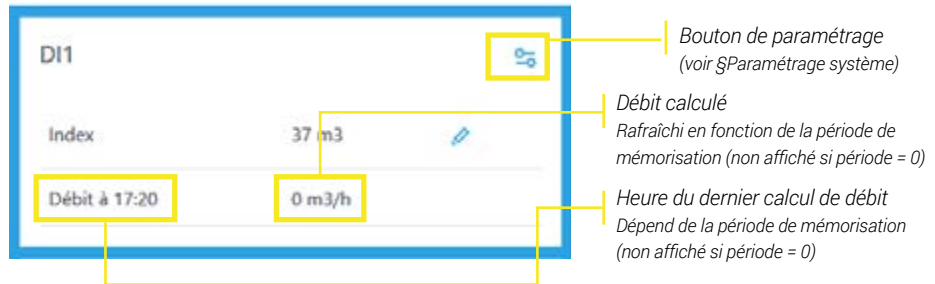 DI1
Index 37 m3
Débit à 17:20 0 m3/h
Bouton de paramétrage
(voir §Paramétrage système)
Débit calculé
Rafraîchi en fonction de la période de
mémorisation (non affiché si période = 0)
Heure du dernier calcul de débit
Dépend de la période de mémorisation
(non affiché si période = 0)